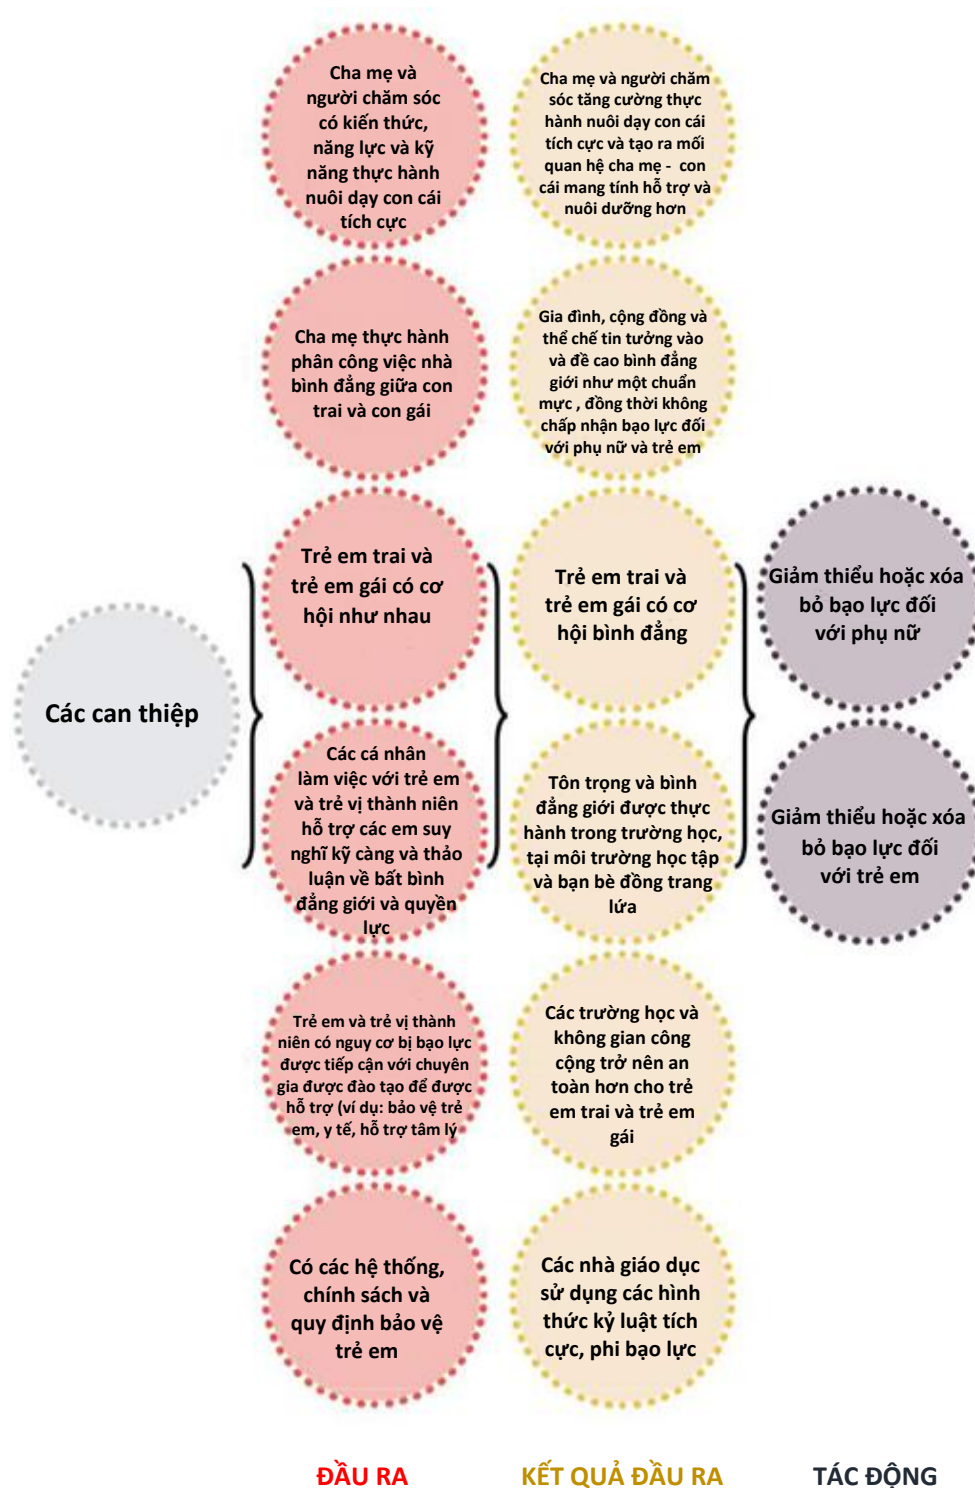 Các can thiệp
Cha mẹ và
người chăm sóc
có kiến thức,
năng lực và kỹ
năng thực hành
nuôi dạy con cái
tích cực
Cha mẹ thực hành
phân công việc nhà
bình đẳng giữa con
trai và con gái
Trẻ em trai và
trẻ em gái có cơ
hội như nhau
Các cá nhân
làm việc với trẻ em
và trẻ vị thành niên
hỗ trợ các em suy
nghĩ kỹ càng và thảo
luận về bất bình
đẳng giới và quyền
lực
Trẻ em và trẻ vị thành
niên có nguy cơ bị bạo lực
được tiếp cận với chuyên
gia được đào tạo để được
hỗ trợ (ví dụ: bảo vệ trẻ
em, y tế, hỗ trợ tâm lý
Có các hệ thống,
chính sách và
quy định bảo vệ
trẻ em
ĐẦU RA
Cha mẹ và người chăm
sóc tăng cường thực
hành nuôi dạy con cái
tích cực và tạo ra mối
quan hệ cha mẹ - con
cái mang tính hỗ trợ và
nuôi dưỡng hơn
Gia đình, cộng đồng và
thể chế tin tưởng vào
và đề cao bình đẳng
giới như một chuẩn
mực , đồng thời không
chấp nhận bạo lực đối
với phụ nữ và trẻ em
Trẻ em trai và
trẻ em gái có cơ
hội bình đẳng
Tôn trọng và bình
đẳng giới được thực
hành trong trường học,
tại môi trường học tập
và bạn bè đồng trang
lứa
Các trường học và
không gian công
cộng trở nên an
toàn hơn cho trẻ
em trai và trẻ em
gái
Các nhà giáo dục
sử dụng các hình
thức kỷ luật tích
cực, phi bạo lực
KẾT QUẢ ĐẦU RA
Giảm thiểu hoặc xóa
bỏ bạo lực đối
với phụ nữ
Giảm thiểu hoặc xóa
bỏ bạo lực đối
với trẻ em
TÁC ĐỘNG